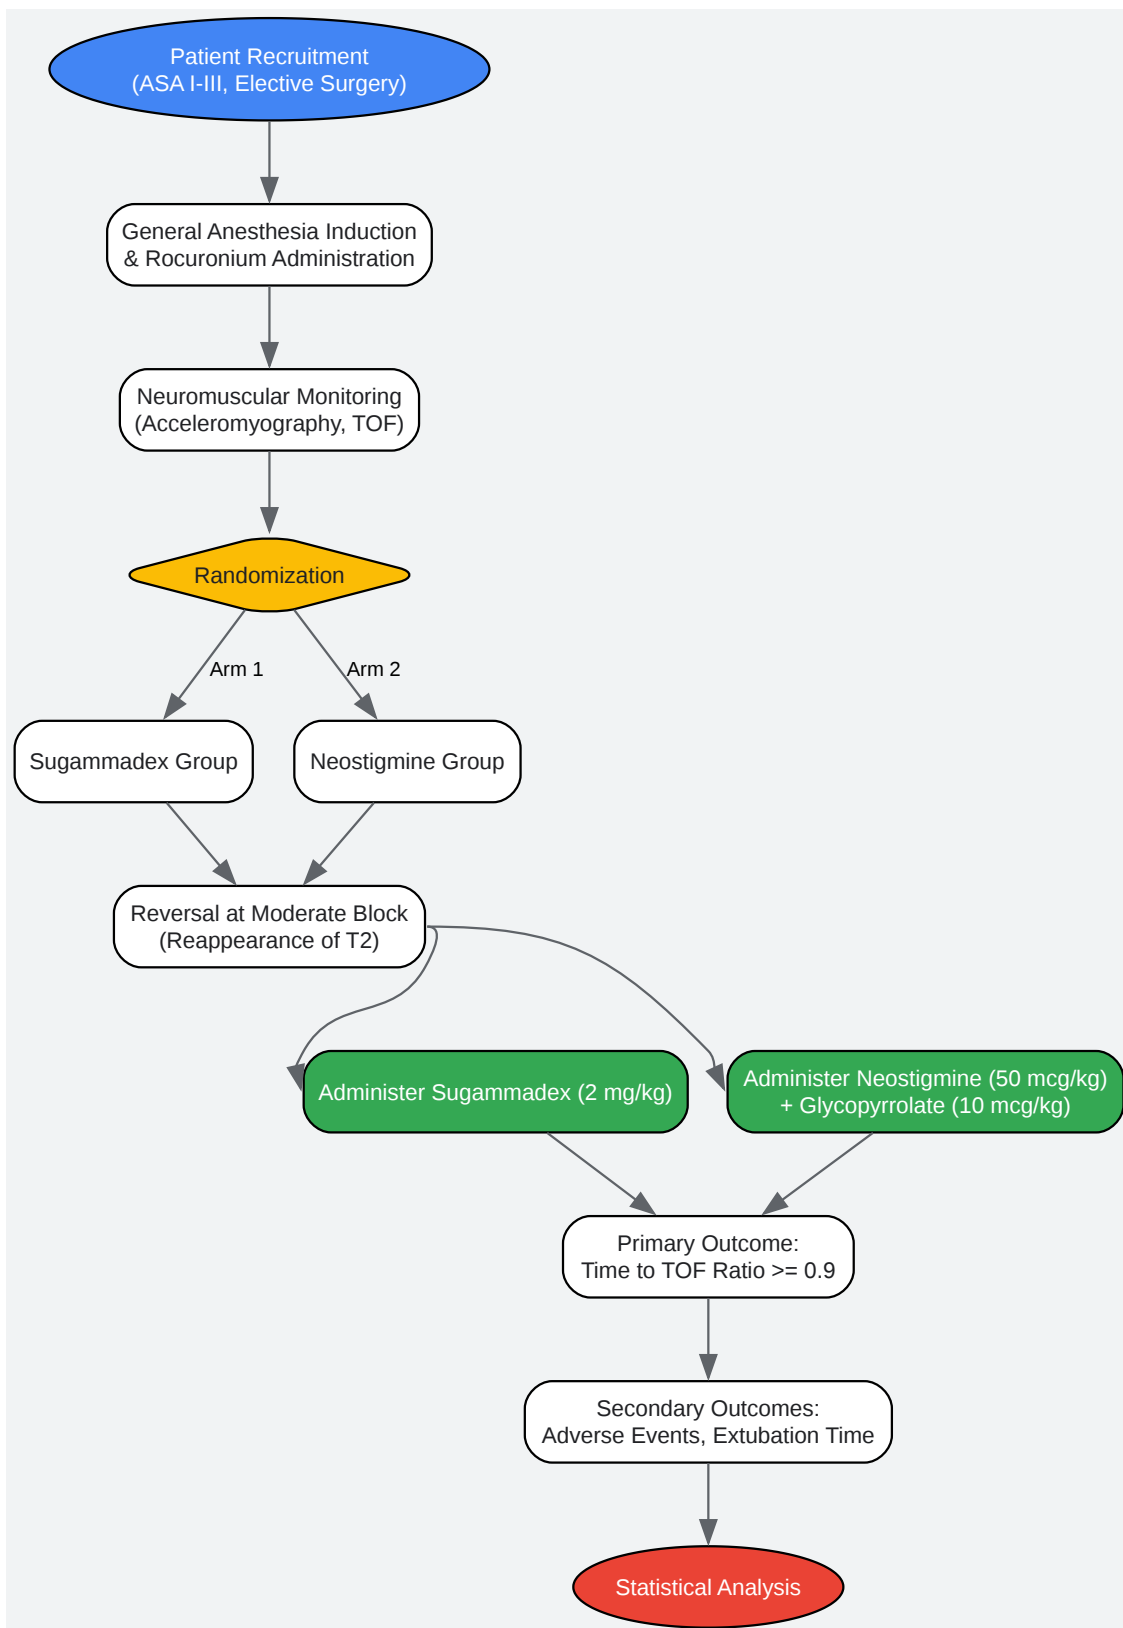 Patient Recruitment
(ASA I-III, Elective Surgery)
General Anesthesia Induction
& Rocuronium Administration
Neuromuscular Monitoring
(Acceleromyography, TOF)
Randomization
Arm 1
Arm 2
Sugammadex Group
Neostigmine Group
Reversal at Moderate Block
(Reappearance of T2)
Administer Sugammadex (2 mg/kg)
Administer Neostigmine (50 mcg/kg)
+ Glycopyrrolate (10 mcg/kg)
Primary Outcome:
Time to TOF Ratio >= 0.9
Secondary Outcomes:
Adverse Events, Extubation Time
Statistical Analysis